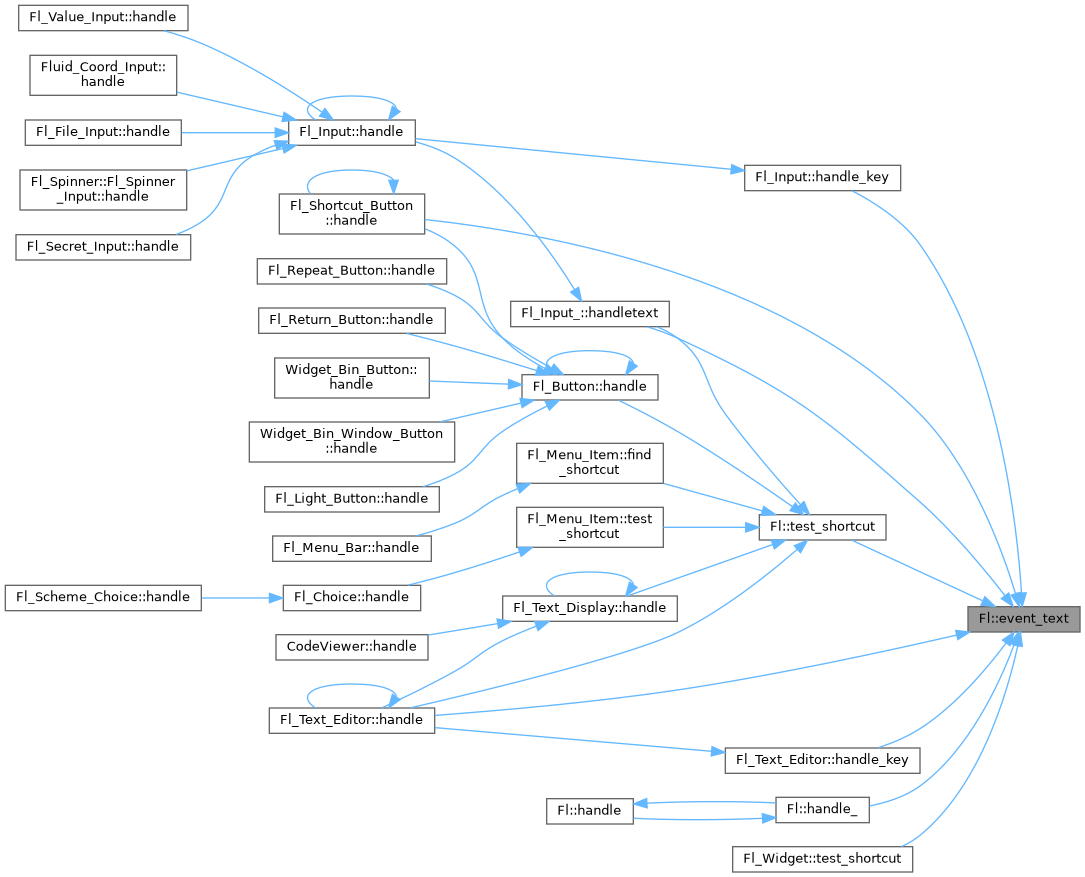 Fl_Value_Input::handle
Fluid_Coord_Input::
handle
Fl_File_Input::handle
Fl_Input::handle
Fl_Input::handle_key
Fl_Spinner::Fl_Spinner
_Input::handle
Fl_Shortcut_Button
::handle
Fl_Secret_Input::handle
Fl_Repeat_Button::handle
Fl_Return_Button::handle
Fl_Input_::handletext
Widget_Bin_Button::
handle
Fl_Button::handle
Widget_Bin_Window_Button
::handle
Fl_Menu_Item::find
_shortcut
Fl_Light_Button::handle
Fl_Menu_Item::test
_shortcut
Fl::test_shortcut
Fl_Menu_Bar::handle
Fl_Scheme_Choice::handle
Fl_Choice::handle
Fl_Text_Display::handle
Fl::event_text
CodeViewer::handle
Fl_Text_Editor::handle
Fl_Text_Editor::handle_key
Fl::handle
Fl::handle_
Fl_Widget::test_shortcut